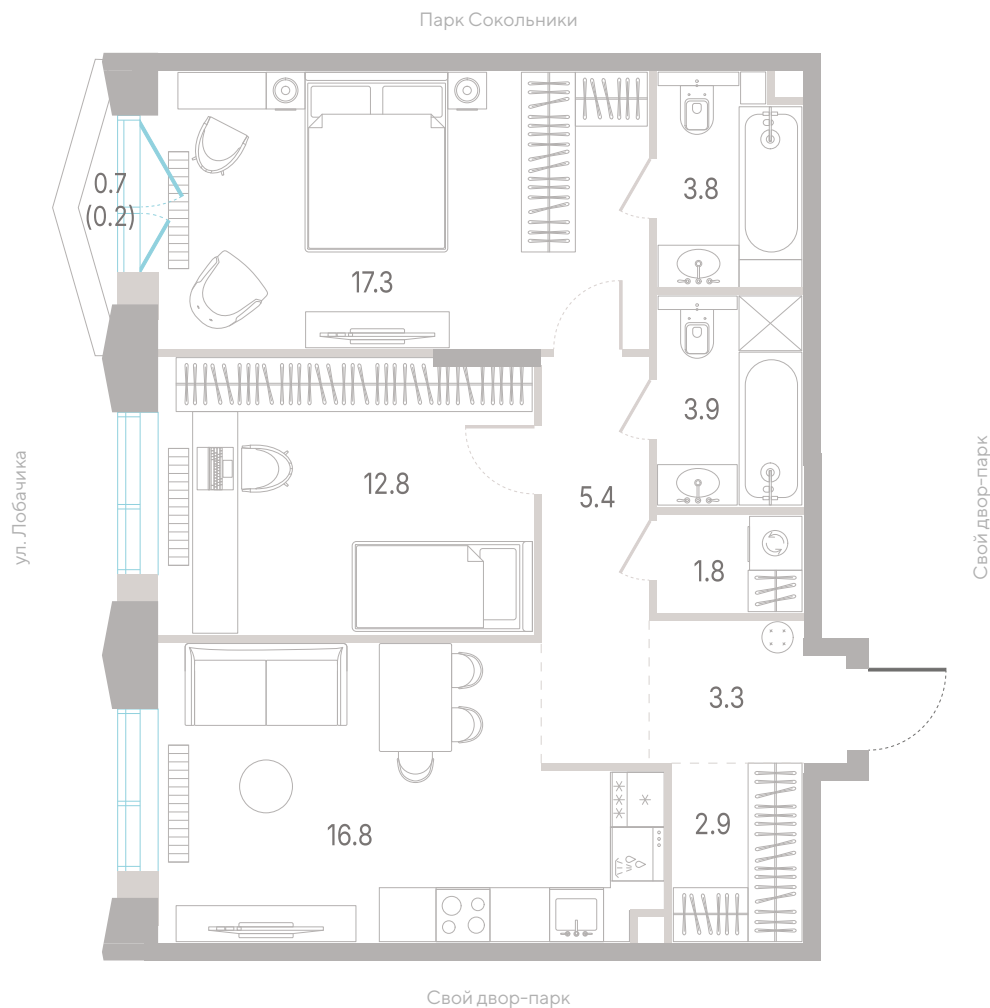 Парк Сокольники
0.7
(0.2)
3.8
17.3
3.9
ул. Лобачика
12.8
5.4
Свой двор-парк
1.8
3.3
2.9
16.8
Свой двор-парк